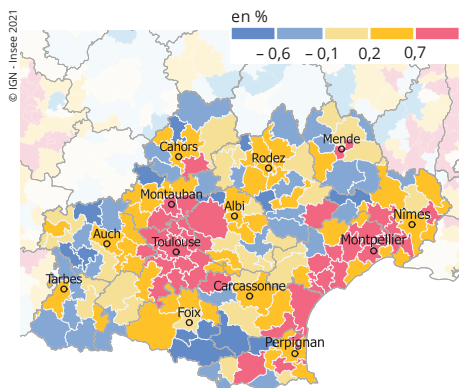 © IGN - Insee 2021
en %
– 0,6 – 0,1 0,2 0,7
Mende
Cahors
Rodez
Montauban
Albi
Nîmes
Auch
Toulouse
Montpellier
Tarbes
Carcassonne
Foix
Perpignan